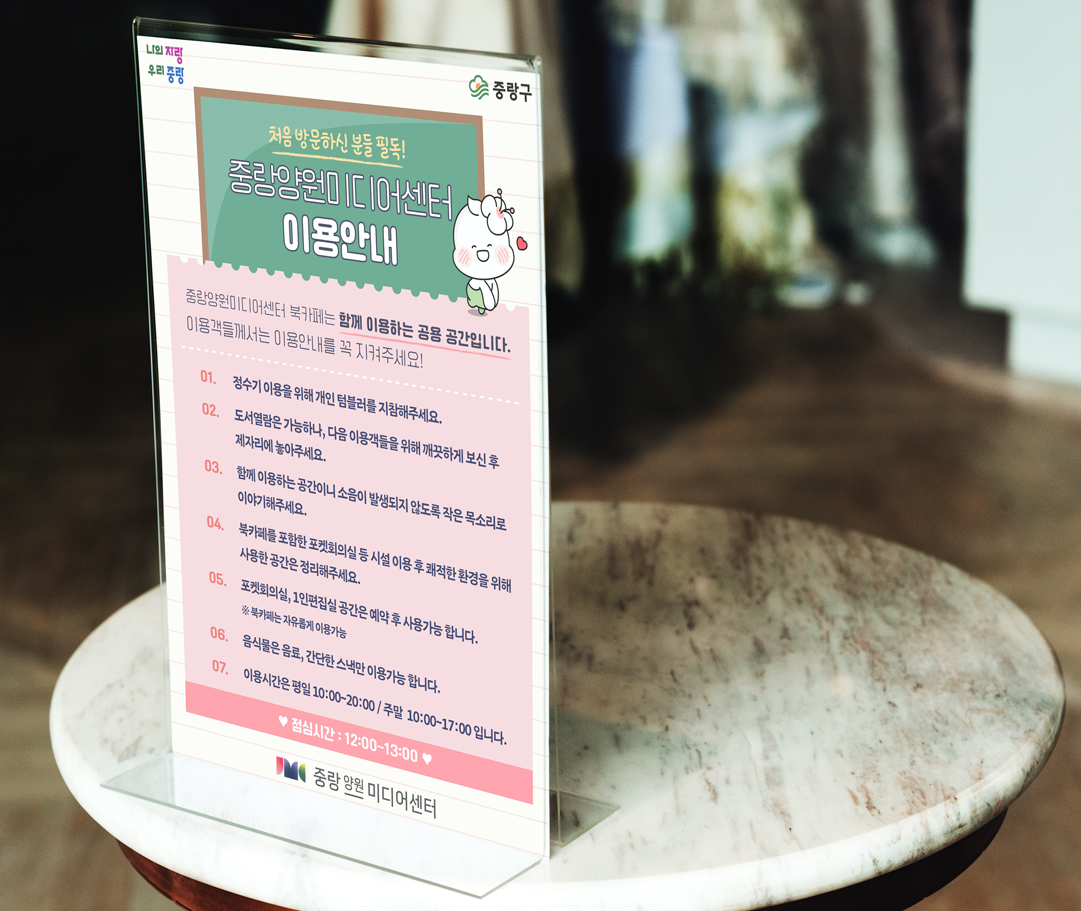 나의 자랑
우리 중랑
중랑구
처음 방문하신 분들 필독!
중랑양원미디어센터
이용안내
중랑양원미디어센터 북카페는 함께 이용하는 공용 공간입니다.
이용객들께서는 이용안내를 꼭 지켜주세요!
01. 정수기 이용을 위해 개인 텀블러를 지참해주세요.
02. 도서열람은 가능하나, 다음 이용객들을 위해 깨끗하게 보신 후
제자리에 놓아주세요.
03. 함께 이용하는 공간이니 소음이 발생되지 않도록 작은 목소리로
이야기해주세요.
04. 북카페를 포함한 포켓회의실 등 시설 이용 후 쾌적한 환경을 위해
사용한 공간은 정리해주세요.
05. 포켓회의실, 1인편집실 공간은 예약 후 사용가능 합니다.
※ 북카페는 자유롭게 이용가능
06. 음식물은 음료, 간단한 스낵만 이용가능 합니다.
07. 이용시간은 평일 10:00~20:00 / 주말 10:00~17:00 입니다.
♥ 점심시간 : 12:00~13:00 ♥
JMC 중랑 양원 미디어센터